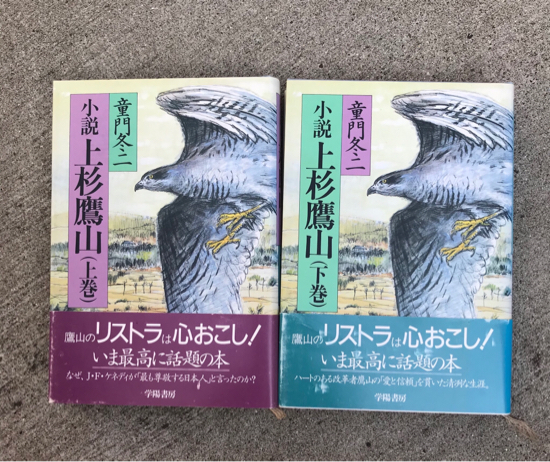 童門冬二
小説 上杉鷹山(上巻)
鷹山のリストラは心おこし!
いま最高に話題の本
なぜ、J・F・ケネディが「最も尊敬する日本人」と言ったのか?
学陽書房
童門冬二
小説 上杉鷹山(下巻)
鷹山のリストラは心おこし!
いま最高に話題の本
ハートのある改革者鷹山の「愛と信頼」を貫いた清冽な生涯。
学陽書房